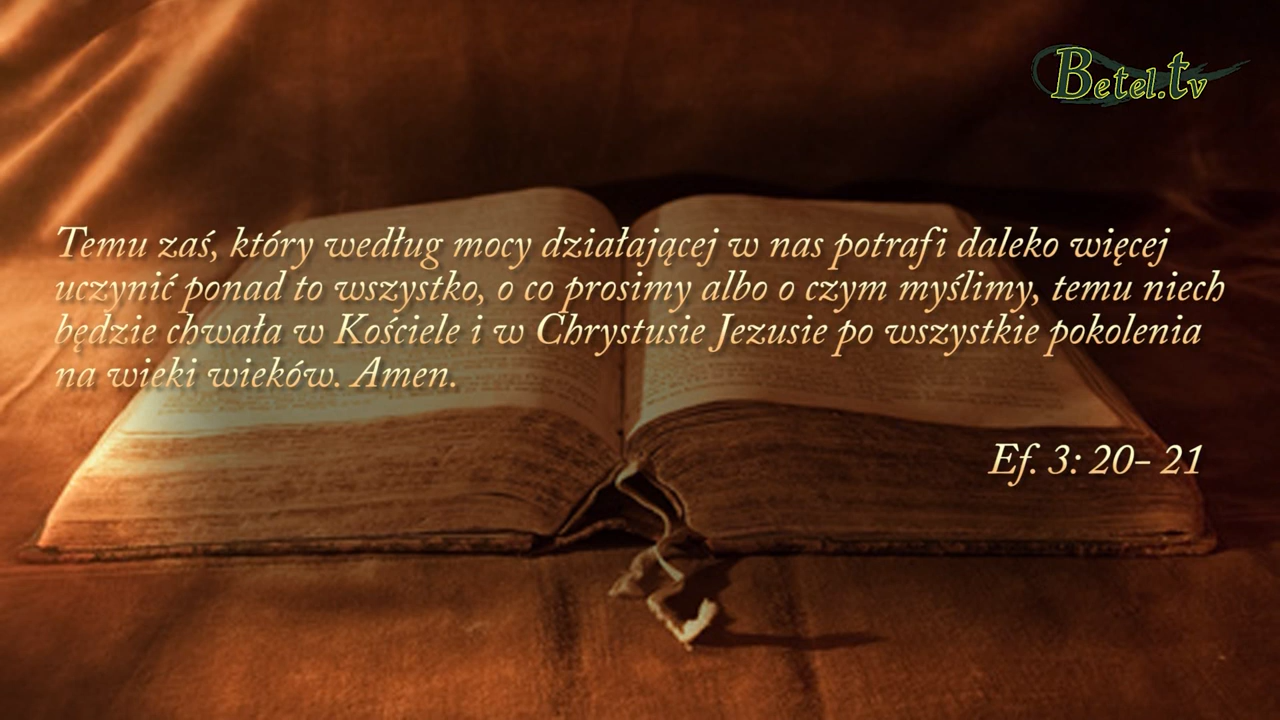 Betel.tv
Temu zaś, który według mocy działającej w nas potrafi daleko więcej
uczynić ponad to wszystko, o co prosimy albo o czym myślimy, temu niech
będzie chwała w Kościele i w Chrystusie Jezusie po wszystkie pokolenia
na wieki wieków. Amen.
Ef. 3: 20- 21